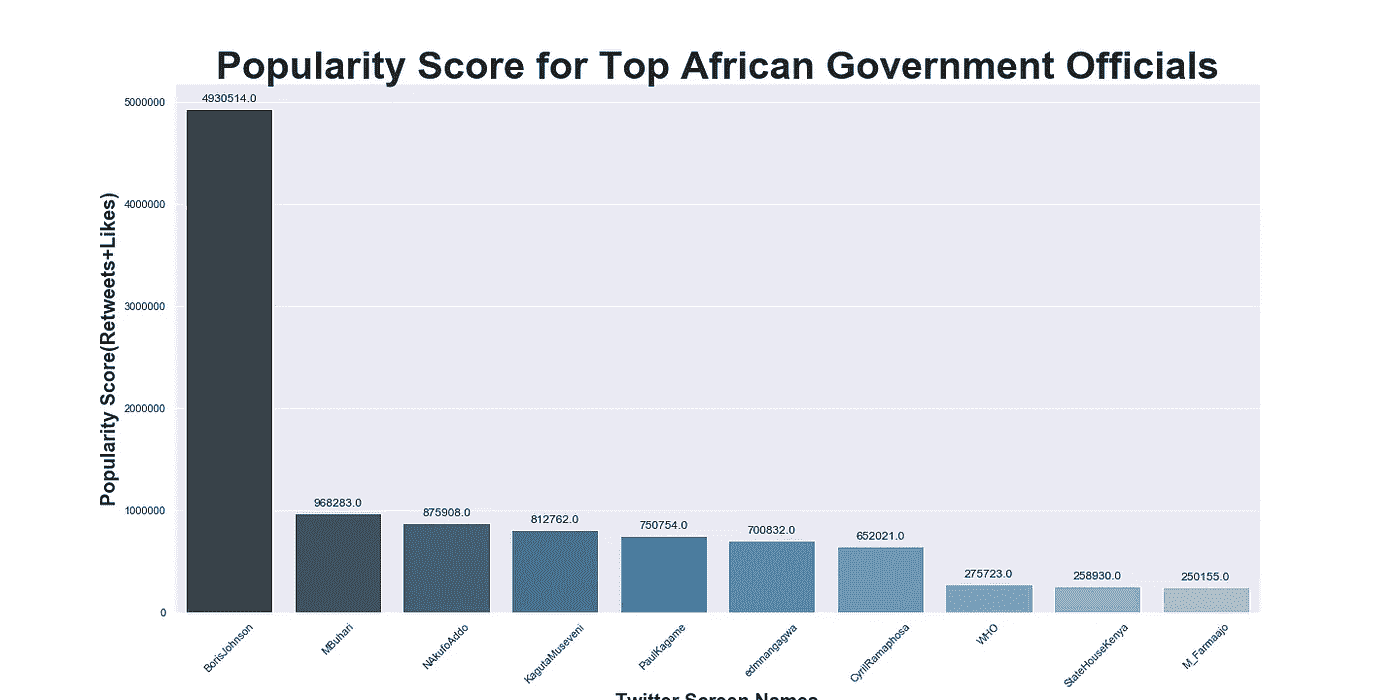 Popularity Score for Top African Government Officials
Popularity Score(Retweets+Likes)
5000000
4000000
3000000
2000000
1000000
0
4930514.0
968283.0
875908.0
812762.0
750754.0
700832.0
652021.0
275723.0
258930.0
250155.0
BorisJohnson
MBuhari
NAkufoAddo
KagutaMuseveni
PaulKagame
edmnangagwa
CyrilRamaphosa
WHO
StateHouseKenya
M_Farmaajo
Twitter Screen Names